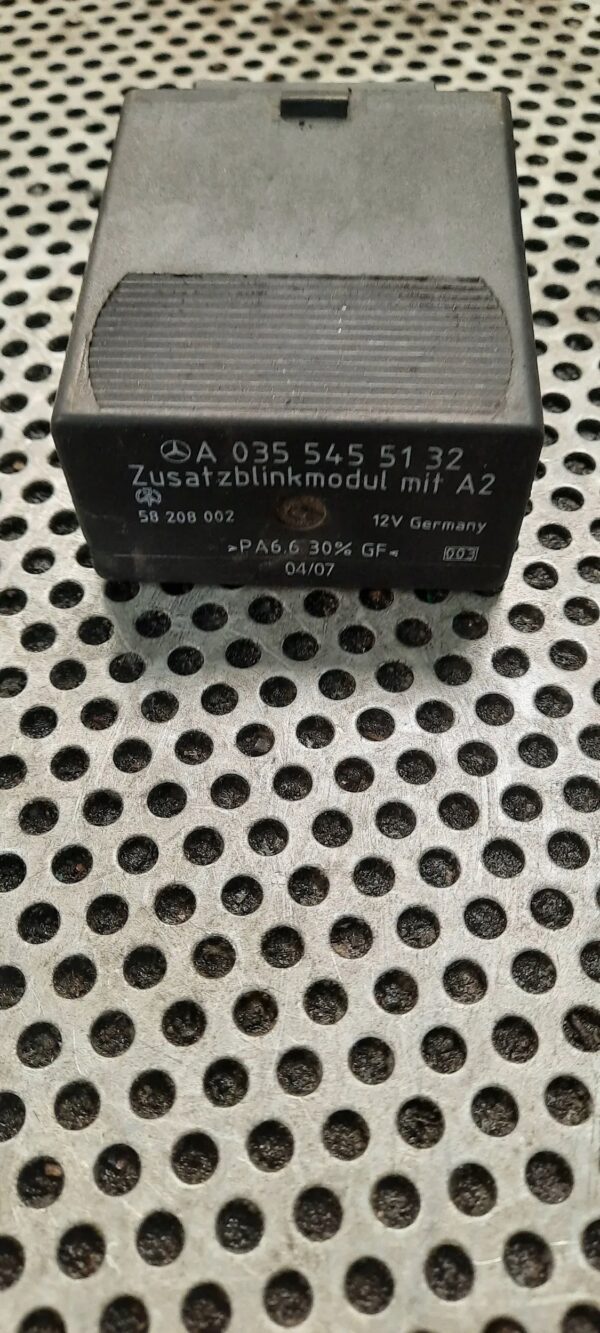 A 035 545 51 32
Zusatzblinkmodul mit A2
58 208 002 12V Germany
>PA6.6 30% GF<
003
04/07